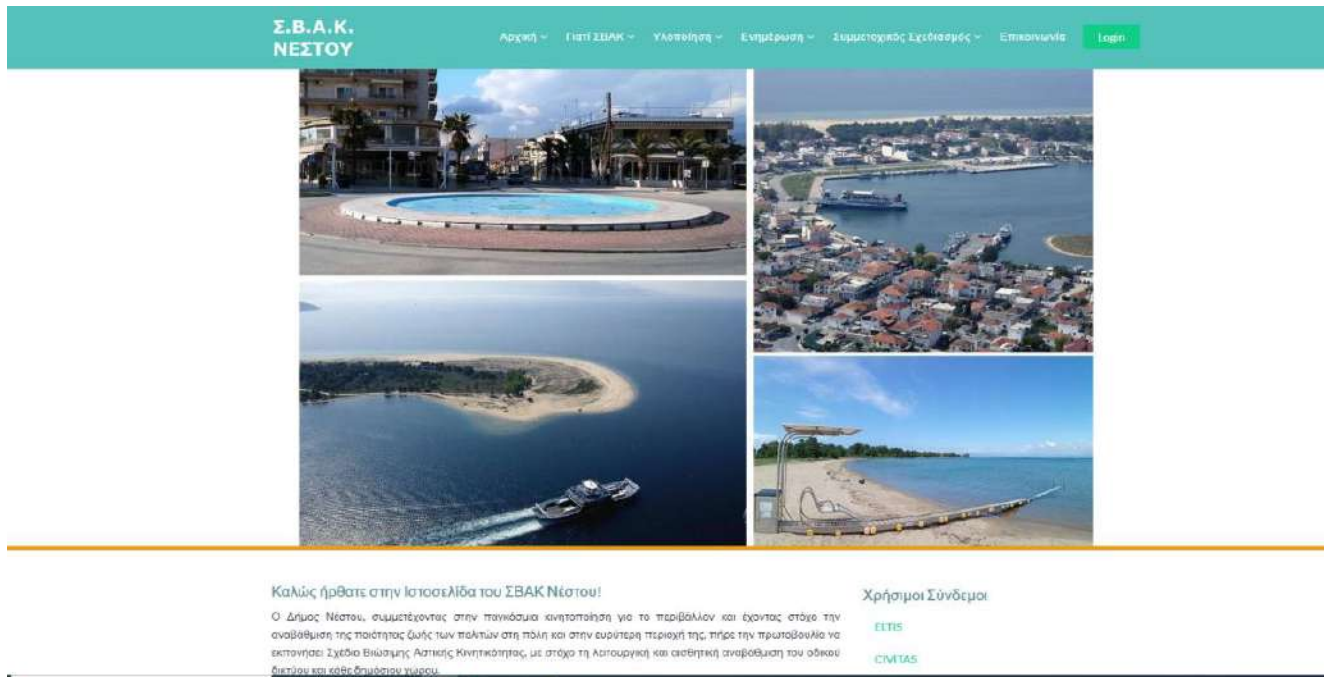 Σ.Β.Α.Κ.
ΝΕΣΤΟΥ
Αρχική Γιατί ΣΒΑΚ Υλοποίηση Ενημέρωση Συμμετοχικός Σχεδιασμός Επικοινωνία Login
Καλώς ήρθατε στην Ιστοσελίδα του ΣΒΑΚ Νέστου!
Ο Δήμος Νέστου, συμμετέχοντας στην παγκόσμια κινητοποίηση για το περιβάλλον και έχοντας στόχο την
αναβάθμιση της ποιότητας ζωής των πολιτών στη πόλη και στην ευρύτερη περιοχή της, πήρε την πρωτοβουλία να
εκπονήσει Σχέδιο Βιώσιμης Αστικής Κινητικότητας, με στόχο τη λειτουργική και αισθητική αναβάθμιση του οδικού
δικτύου και κάθε δημόσιου χώρου.
Χρήσιμοι Σύνδεμοι
ELTIS
CIVITAS